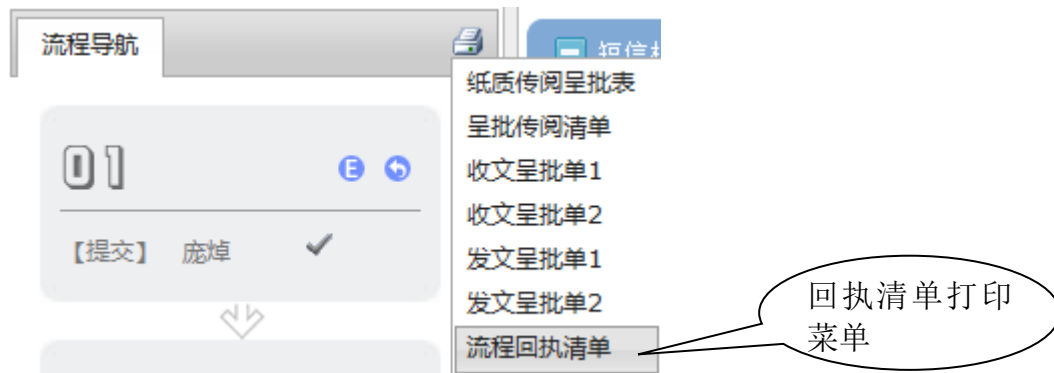 流程导航
短信
纸质传阅呈批表
呈批传阅清单
01
E
收文呈批单1
收文呈批单2
【提交】 庞焯
发文呈批单1
发文呈批单2
流程回执清单
回执清单打印
菜单